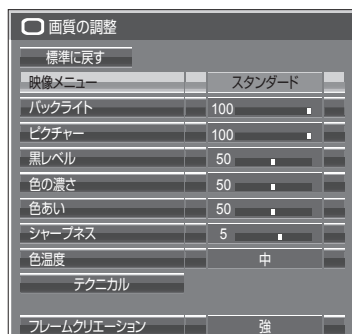 画質の調整
標準に戻す
映像メニュー スタンダード
バックライト 100
ピクチャー 100
黒レベル 50
色の濃さ 50
色あい 50
シャープネス 5
色温度 中
テクニカル
フレームクリエーション 強